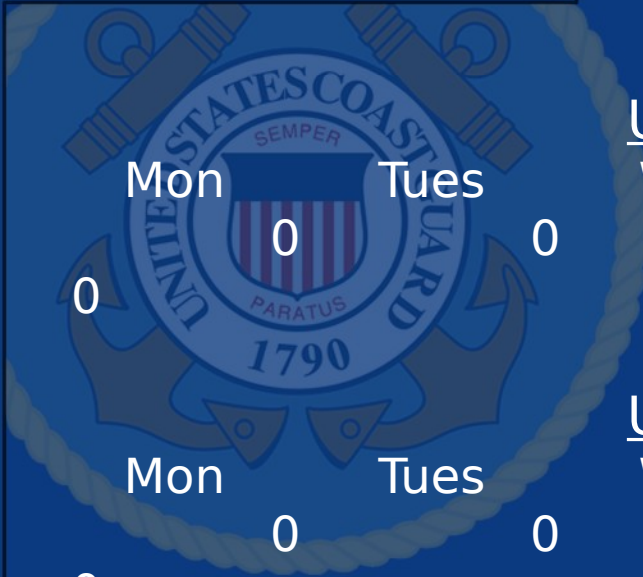 UNITED STATES COAST GUARD
SEMPER
Mon Tues
0 0
0
PARATUS
1790
Mon Tues
0 0